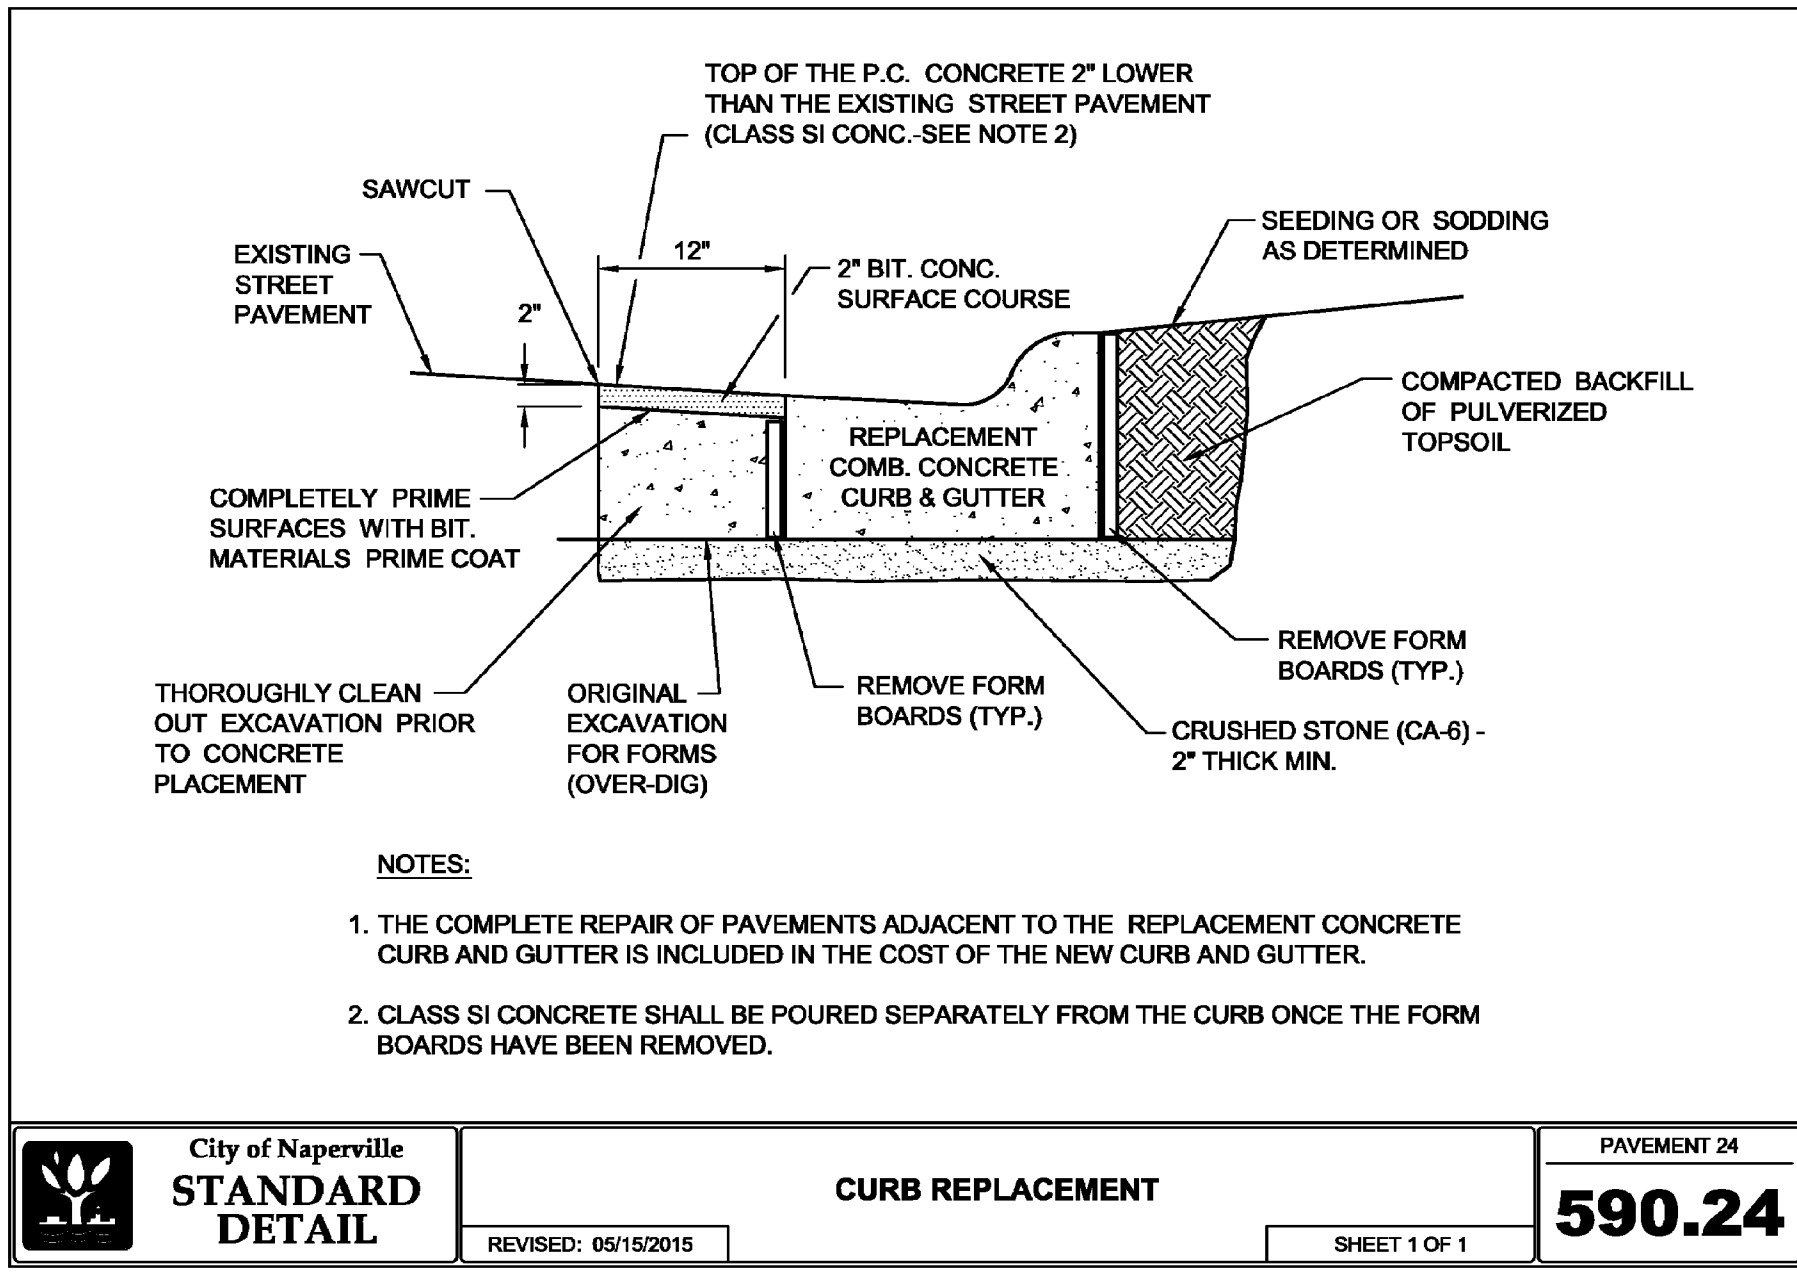 TOP OF THE P.C. CONCRETE 2" LOWER
THAN THE EXISTING STREET PAVEMENT
(CLASS SI CONC.-SEE NOTE 2)
SAWCUT
SEEDING OR SODDING
AS DETERMINED
EXISTING
STREET
PAVEMENT
12"
2" BIT. CONC.
SURFACE COURSE
2"
COMPACTED BACKFILL
OF PULVERIZED
TOPSOIL
REPLACEMENT
COMB. CONCRETE
CURB & GUTTER
COMPLETELY PRIME
SURFACES WITH BIT.
MATERIALS PRIME COAT
REMOVE FORM
BOARDS (TYP.)
THOROUGHLY CLEAN
OUT EXCAVATION PRIOR
TO CONCRETE
PLACEMENT
ORIGINAL
EXCAVATION
FOR FORMS
(OVER-DIG)
REMOVE FORM
BOARDS (TYP.)
CRUSHED STONE (CA-6) -
2" THICK MIN.
NOTES:
1. THE COMPLETE REPAIR OF PAVEMENTS ADJACENT TO THE REPLACEMENT CONCRETE
CURB AND GUTTER IS INCLUDED IN THE COST OF THE NEW CURB AND GUTTER.
2. CLASS SI CONCRETE SHALL BE POURED SEPARATELY FROM THE CURB ONCE THE FORM
BOARDS HAVE BEEN REMOVED.
City of Naperville
STANDARD
DETAIL
CURB REPLACEMENT
REVISED: 05/15/2015
SHEET 1 OF 1
PAVEMENT 24
590.24